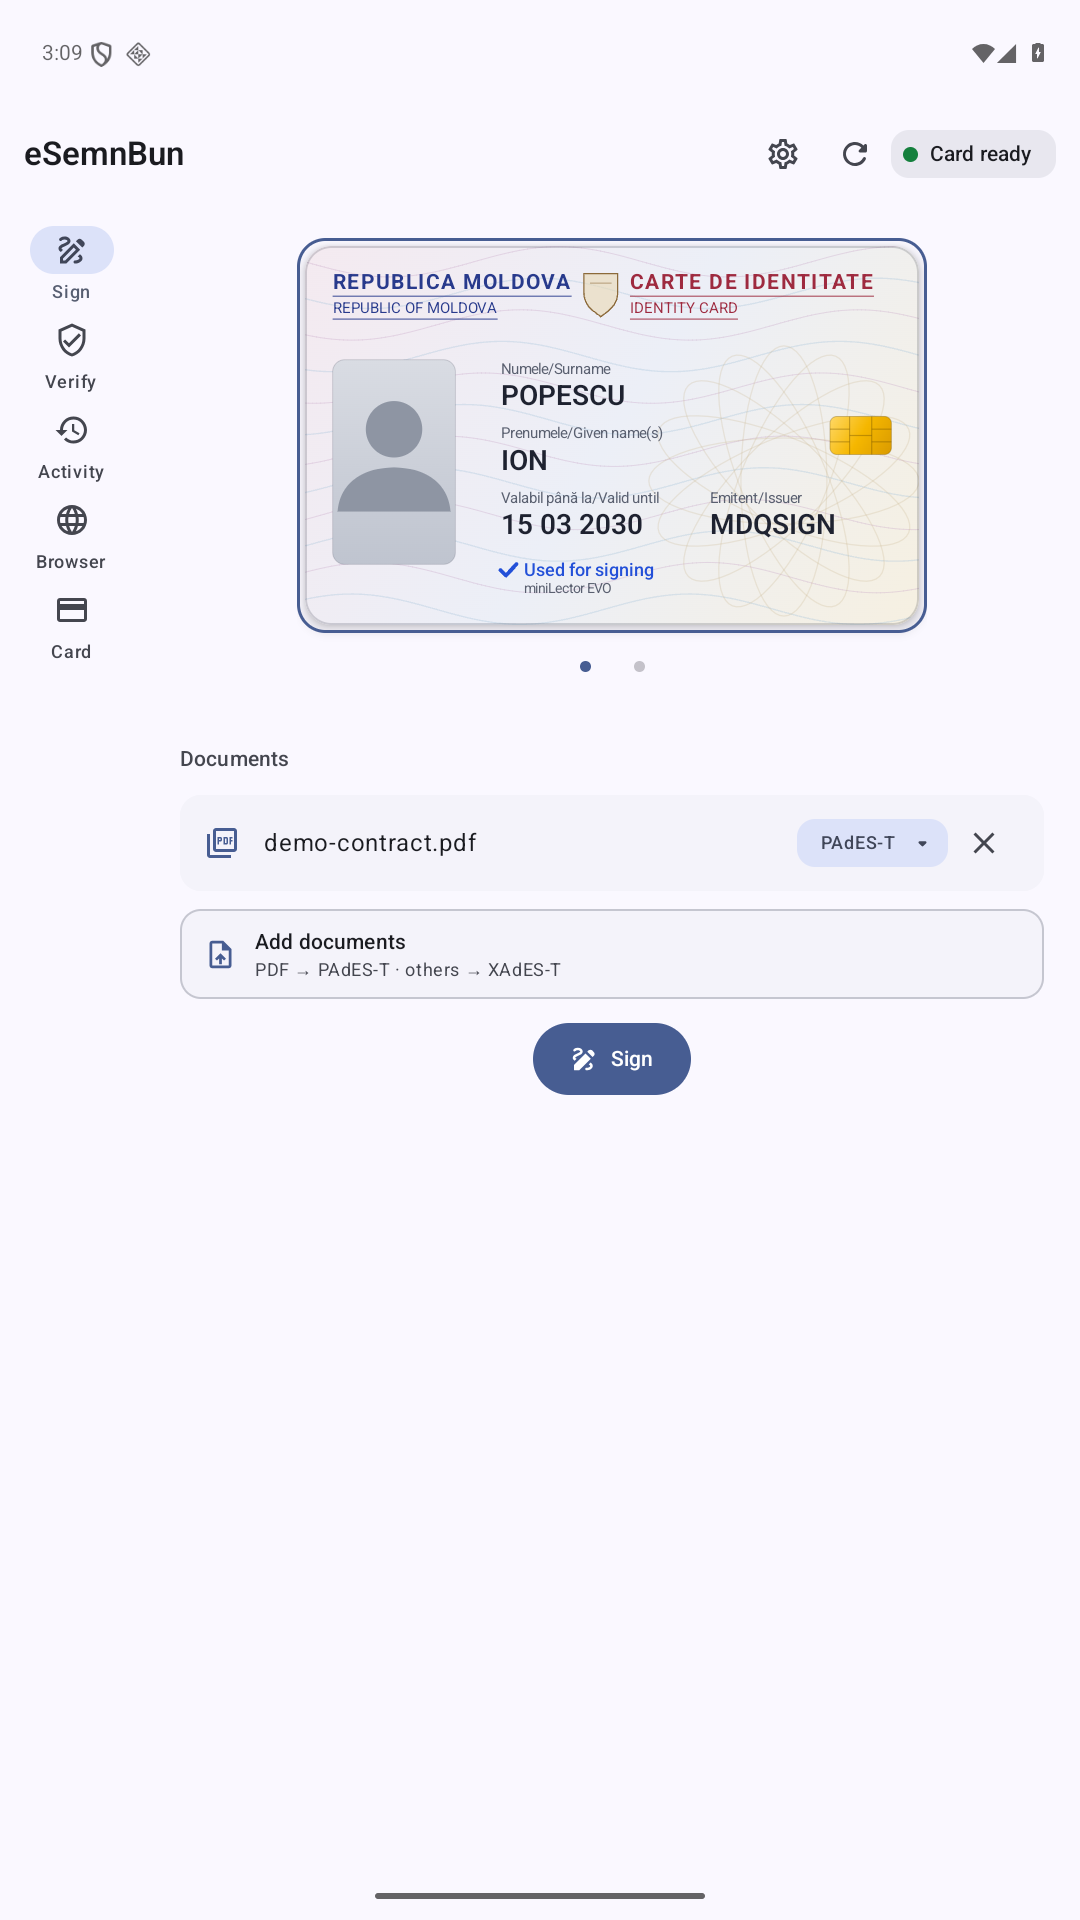 3:09
eSemnBun
Card ready
Sign
Verify
Activity
Browser
Card
REPUBLICA MOLDOVA
REPUBLIC OF MOLDOVA
CARTE DE IDENTITATE
IDENTITY CARD
Numele/Surname
POPESCU
Prenumele/Given name(s)
ION
Valabil până la/Valid until
15 03 2030
Emitent/Issuer
MDQSIGN
Used for signing
miniLector EVO
Documents
PDF
demo-contract.pdf
PAdES-T
Add documents
PDF → PAdES-T · others → XAdES-T
Sign